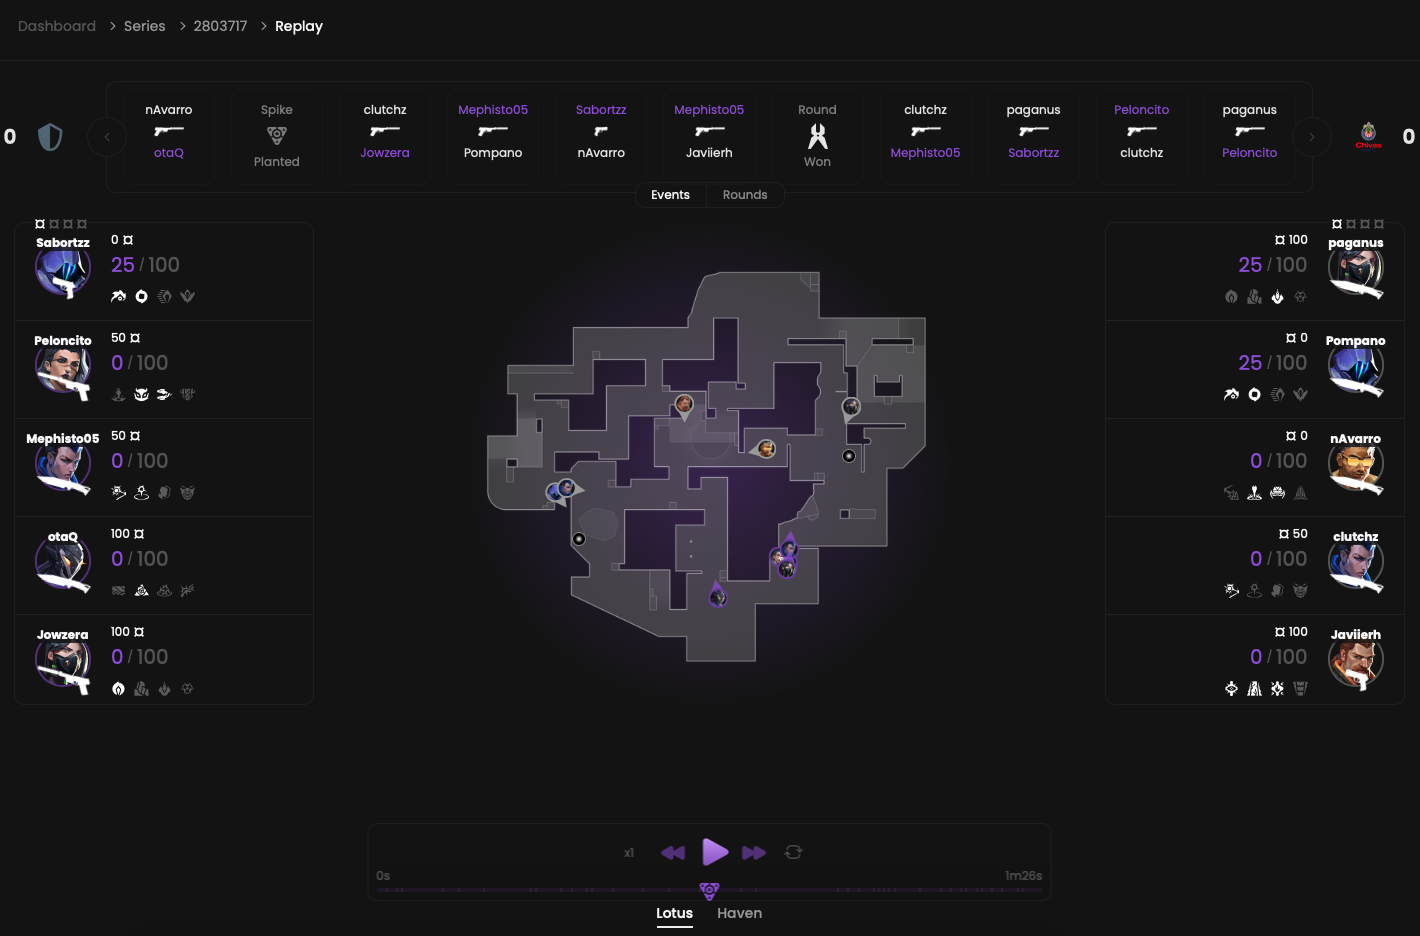 Dashboard > Series > 2803717 > Replay
0
nAvarro
otaQ
Spike
Planted
clutchz
Jowzera
Mephisto05
Pompano
Sabortzz
nAvarro
Mephisto05
Javiierh
Round
Won
clutchz
Mephisto05
paganus
Sabortzz
Peloncito
clutchz
paganus
Peloncito
Chivas
0
Events
Rounds
Sabortzz
0
25 / 100
Peloncito
50
0 / 100
Mephisto05
50
0 / 100
otaQ
100
0 / 100
Jowzera
100
0 / 100
100
paganus
25 / 100
0
Pompano
25 / 100
0
nAvarro
0 / 100
50
clutchz
0 / 100
100
Javiierh
0 / 100
x1
0s
1m26s
Lotus
Haven